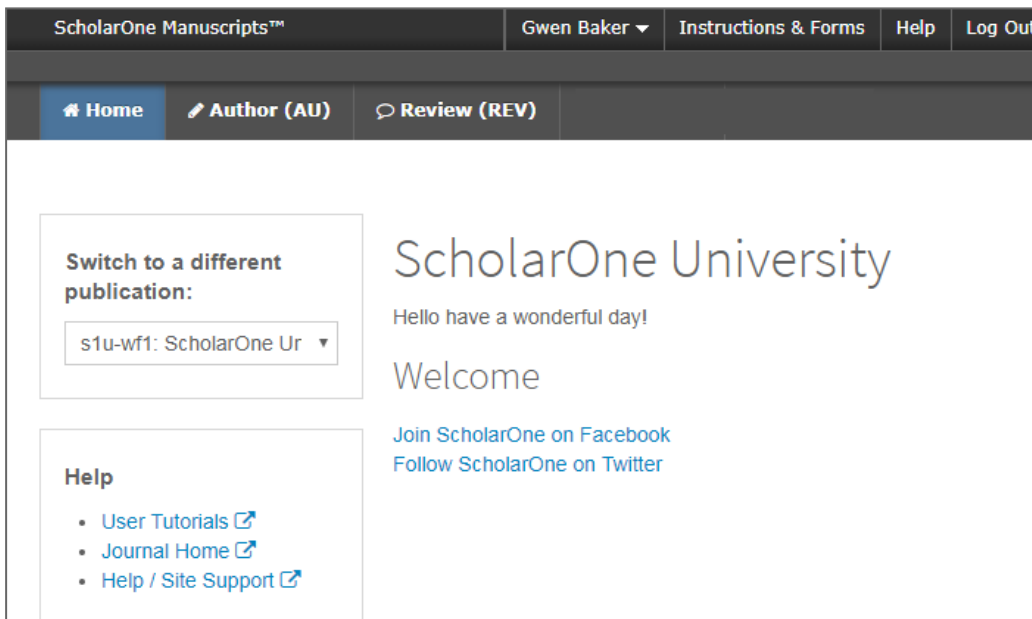 ScholarOne Manuscripts™
Gwen Baker
Instructions & Forms
Help
Log Out
Home
Author (AU)
Review (REV)
Switch to a different
publication:
s1u-wf1: ScholarOne Ur
ScholarOne University
Hello have a wonderful day!
Welcome
Join ScholarOne on Facebook
Follow ScholarOne on Twitter
Help
User Tutorials
Journal Home
Help / Site Support